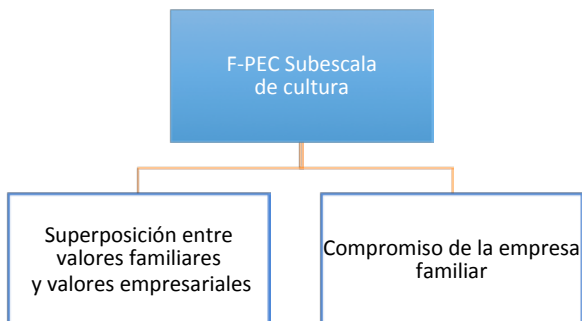 F-PEC Subescala
de cultura
Superposición entre
valores familiares
y valores empresariales
Compromiso de la empresa
familiar